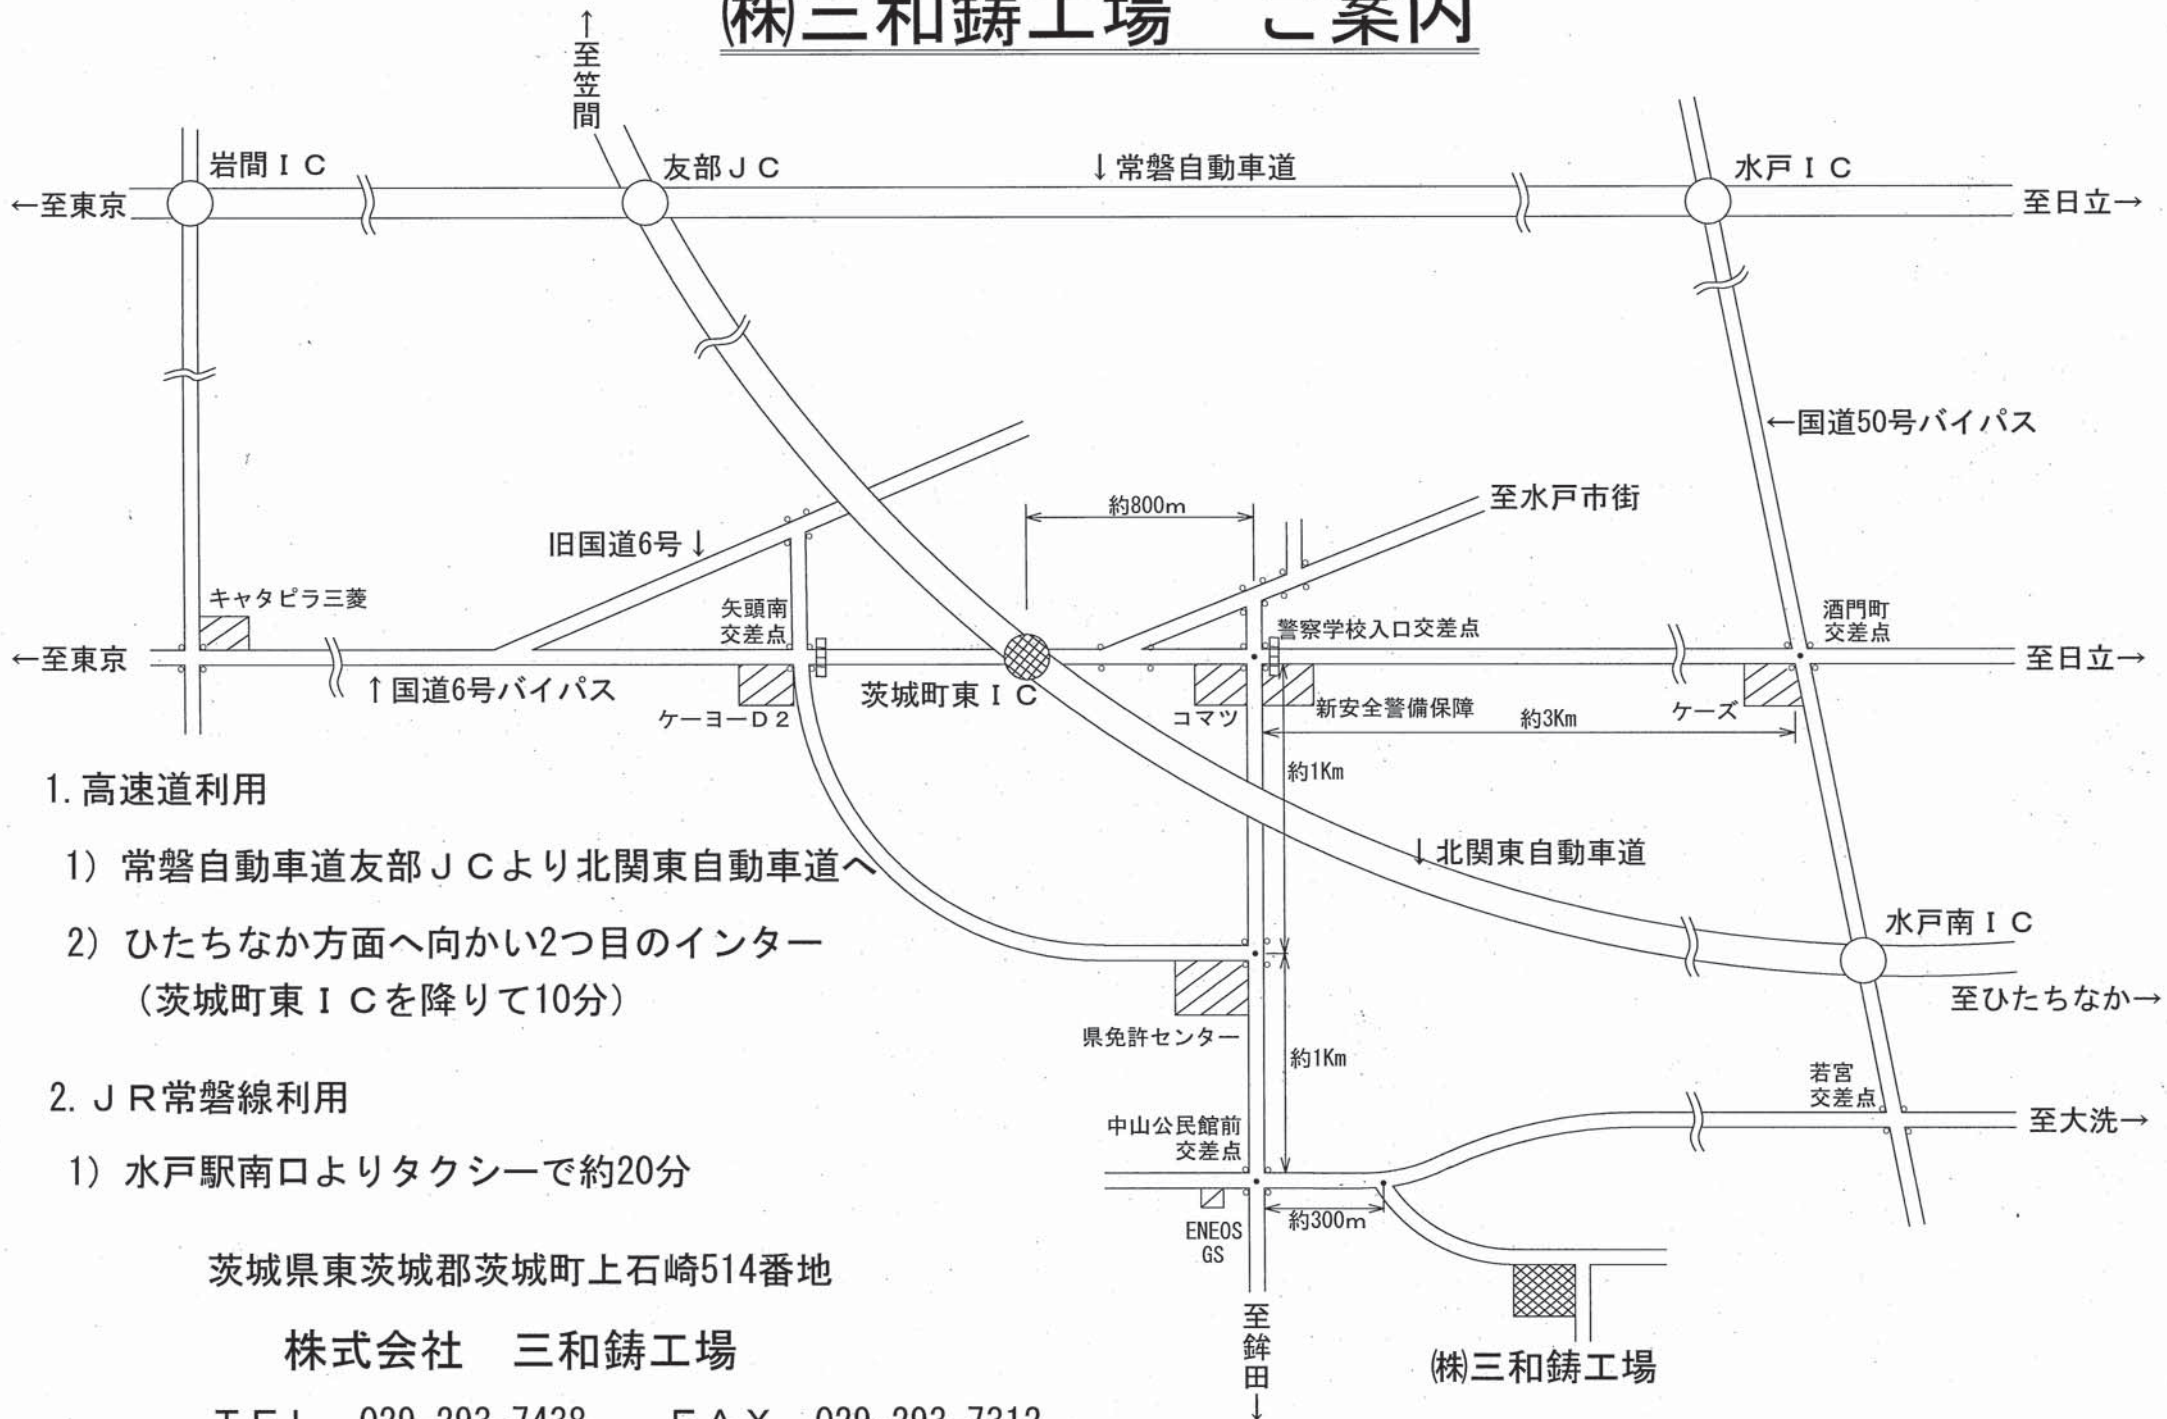 ㈱三和鋳工場　ご案内
↑至笠間
岩間ＩＣ
友部ＪＣ
↓常磐自動車道
水戸ＩＣ
←至東京
至日立→
←国道50号バイパス
至水戸市街
約800ｍ
旧国道6号↓
キャタピラ三菱
矢頭南
交差点
警察学校入口交差点
酒門町
交差点
←至東京
至日立→
↑国道6号バイパス
ケーヨーＤ２
茨城町東ＩＣ
コマツ
新安全警備保障
約3Km
ケーズ
約1Km
1. 高速道利用
1) 常磐自動車道友部ＪＣより北関東自動車道へ
↓北関東自動車道
2) ひたちなか方面へ向かい2つ目のインター
（茨城町東ＩＣを降りて10分）
水戸南ＩＣ
至ひたちなか→
県免許センター
約1Km
2. ＪＲ常磐線利用
若宮
交差点
至大洗→
中山公民館前
交差点
1) 水戸駅南口よりタクシーで約20分
約300ｍ
ENEOS
GS
茨城県東茨城郡茨城町上石崎514番地
至鉾田↓
株式会社　三和鋳工場
㈱三和鋳工場
ＴＥＬ　029-293-7438　　ＦＡＸ　029-293-7312